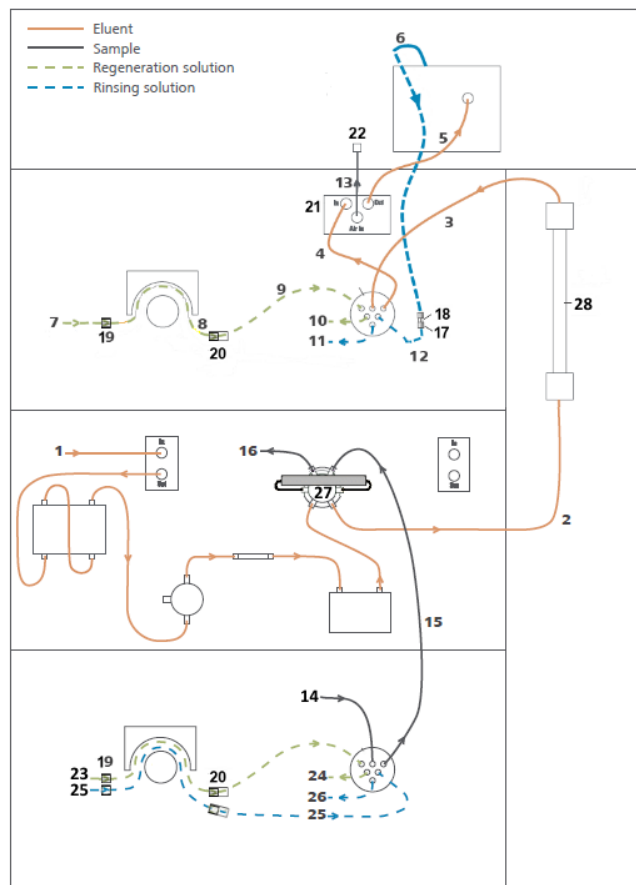 Eluent
Sample
Regeneration solution
Rinsing solution
6
22
5
13
21
In
Out
Air In
3
4
9
28
7
19
8
20
10
11
18
17
12
1
In
Out
16
27
In
Out
2
15
14
23
19
25
20
24
26
25